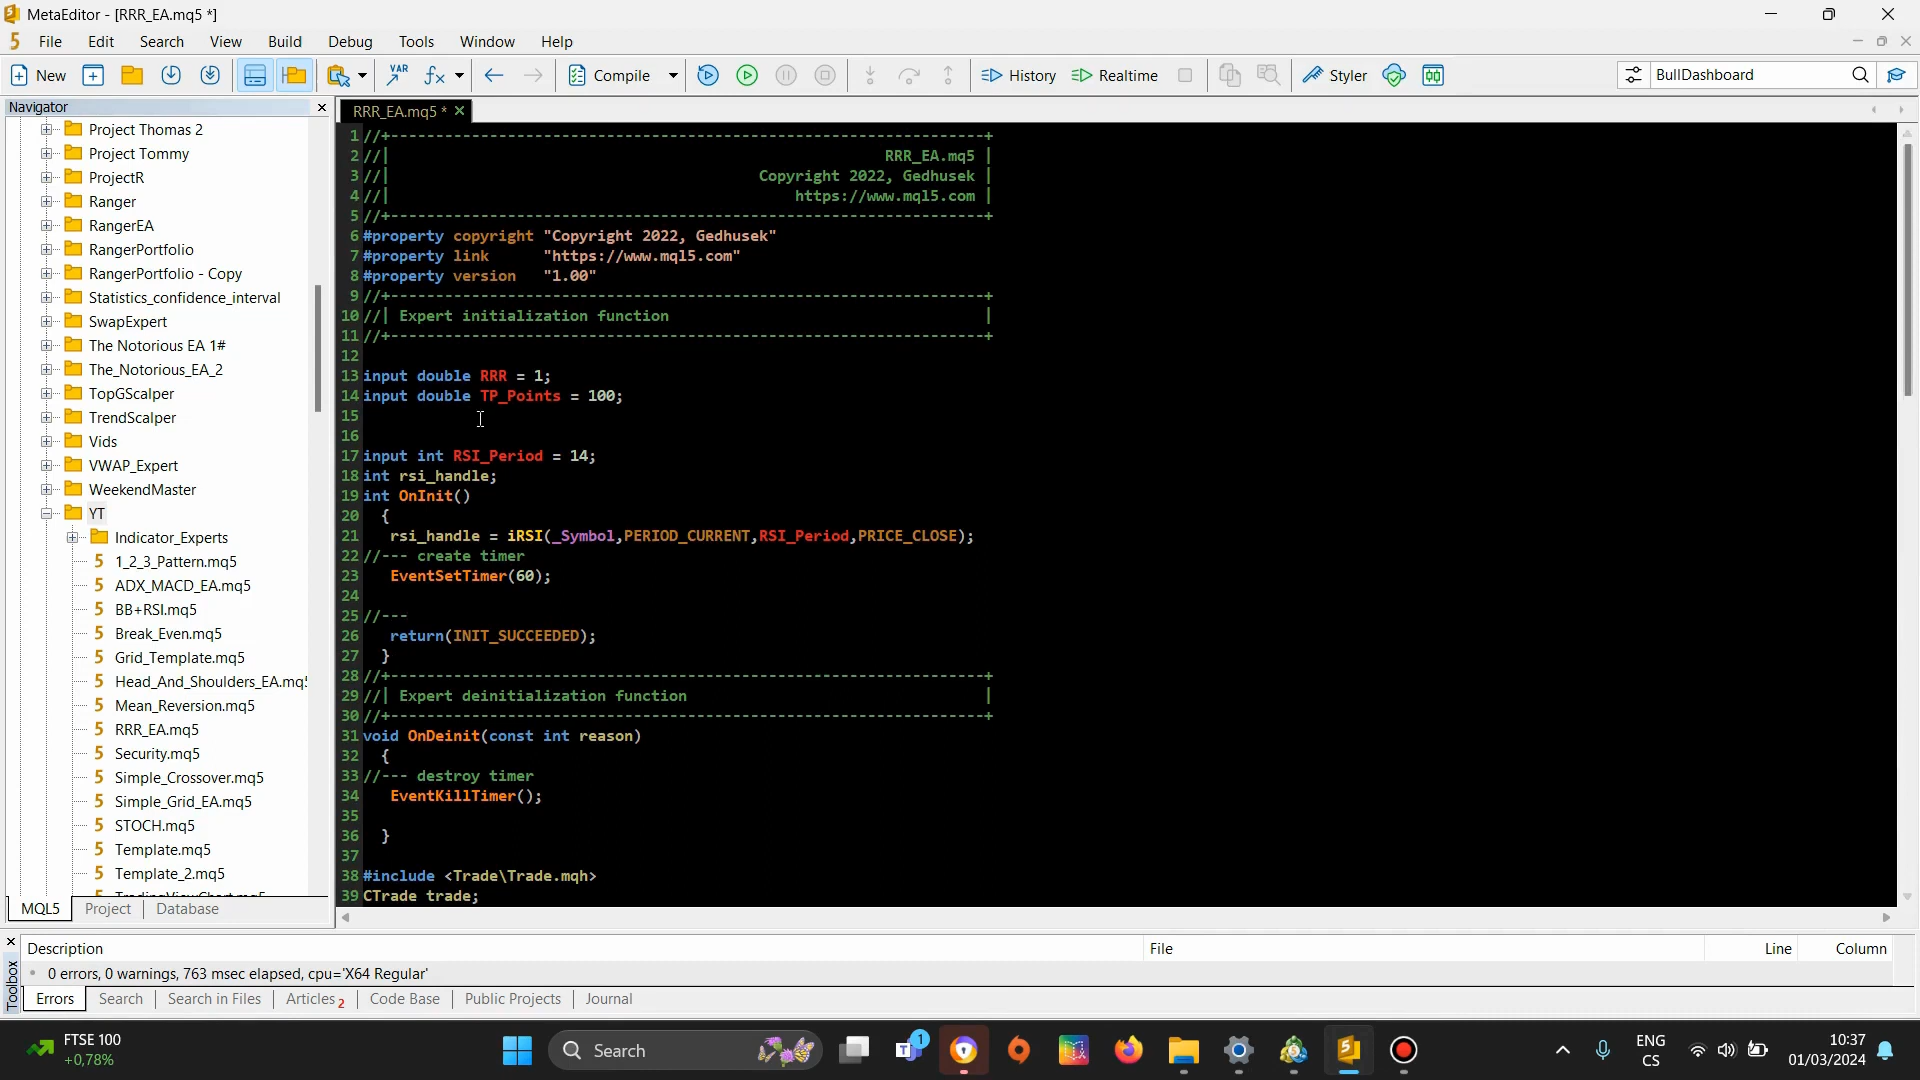 MetaEditor - [RRR_EA.mq5 *]
File Edit Search View Build Debug Tools Window Help
New VAR Compile History Realtime Styler BullDashboard
Navigator
Project Thomas 2
Project Tommy
ProjectR
Ranger
RangerEA
RangerPortfolio
RangerPortfolio - Copy
Statistics_confidence_interval
SwapExpert
The Notorious EA 1#
The_Notorious_EA_2
TopGScalper
TrendScalper
Vids
VWAP_Expert
WeekendMaster
YT
Indicator_Experts
1_2_3_Pattern.mq5
ADX_MACD_EA.mq5
BB+RSI.mq5
Break_Even.mq5
Grid_Template.mq5
Head_And_Shoulders_EA.mq5
Mean_Reversion.mq5
RRR_EA.mq5
Security.mq5
Simple_Crossover.mq5
Simple_Grid_EA.mq5
STOCH.mq5
Template.mq5
Template_2.mq5
MQL5 Project Database
RRR_EA.mq5 *
1 //+------------------------------------------------------------------+
2 //| RRR_EA.mq5 |
3 //| Copyright 2022, Gedhusek |
4 //| https://www.mql5.com |
5 //+------------------------------------------------------------------+
6 #property copyright "Copyright 2022, Gedhusek"
7 #property link "https://www.mql5.com"
8 #property version "1.00"
9 //+------------------------------------------------------------------+
10 //| Expert initialization function |
11 //+------------------------------------------------------------------+
12
13 input double RRR = 1;
14 input double TP_Points = 100;
15
16
17 input int RSI_Period = 14;
18 int rsi_handle;
19 int OnInit()
20 {
21 rsi_handle = iRSI(_Symbol,PERIOD_CURRENT,RSI_Period,PRICE_CLOSE);
22 //--- create timer
23 EventSetTimer(60);
24
25 //---
26 return(INIT_SUCCEEDED);
27 }
28 //+------------------------------------------------------------------+
29 //| Expert deinitialization function |
30 //+------------------------------------------------------------------+
31 void OnDeinit(const int reason)
32 {
33 //--- destroy timer
34 EventKillTimer();
35
36 }
37
38 #include <Trade\Trade.mqh>
39 CTrade trade;
Toolbox
Description File Line Column
0 errors, 0 warnings, 763 msec elapsed, cpu='X64 Regular'
Errors Search Search in Files Articles 2 Code Base Public Projects Journal
FTSE 100
+0,78%
Search
1
ENG
CS
10:37
01/03/2024